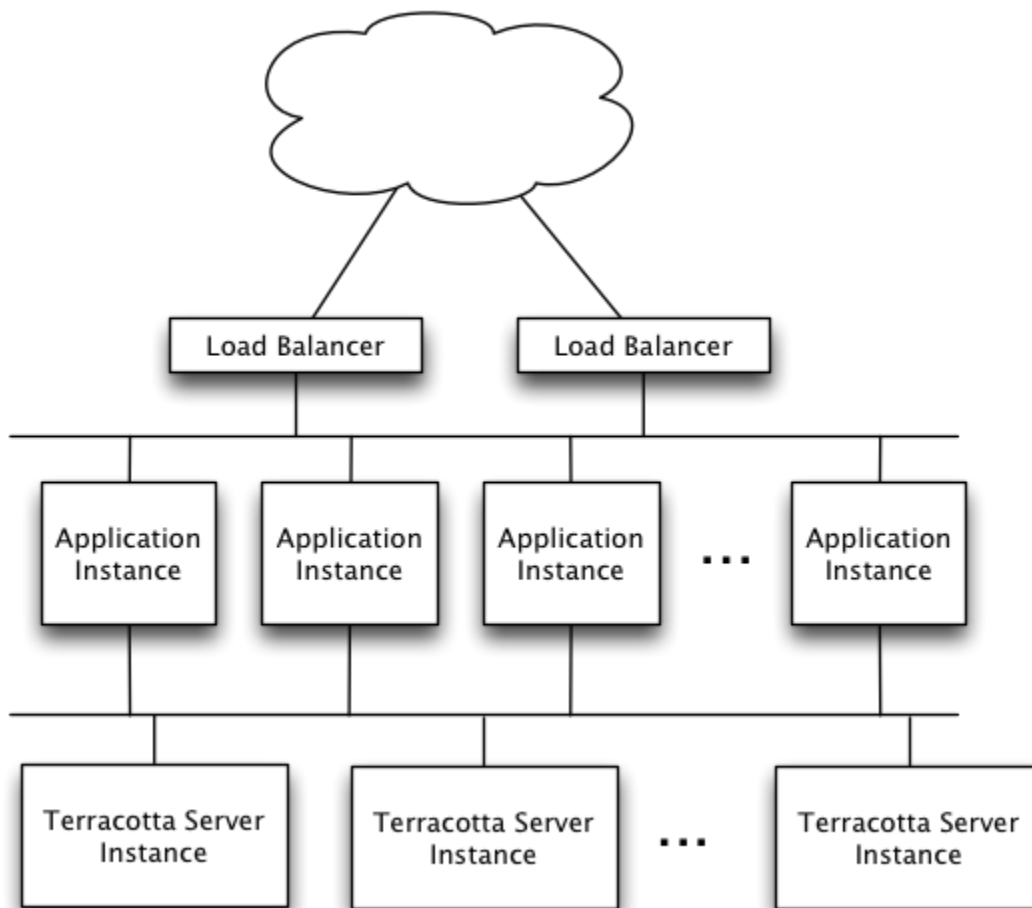 Load Balancer
Load Balancer
Application
Instance
Application
Instance
Application
Instance
...
Application
Instance
Terracotta Server
Instance
Terracotta Server
Instance
...
Terracotta Server
Instance